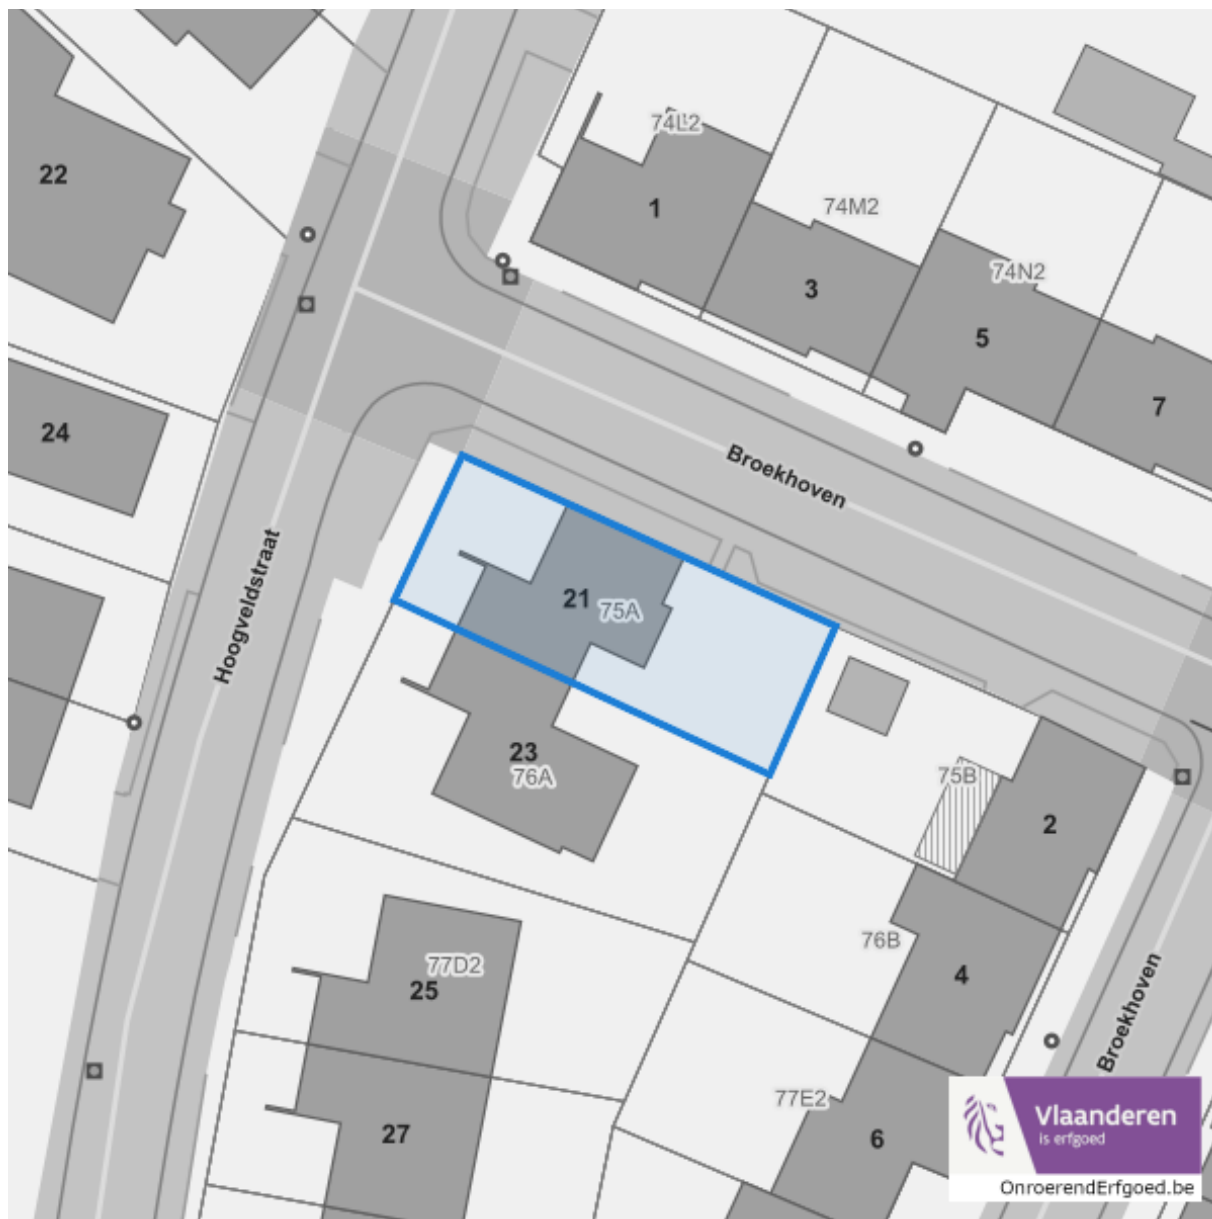 74L2
22
1
74M2
74N2
3
5
7
24
Broekhoven
Hoogveldstraat
21
75A
23
76A
75B
2
76B
77D2
4
25
Broekhoven
77E2
27
6
Vlaanderen
is erfgoed
OnroerendErfgoed.be